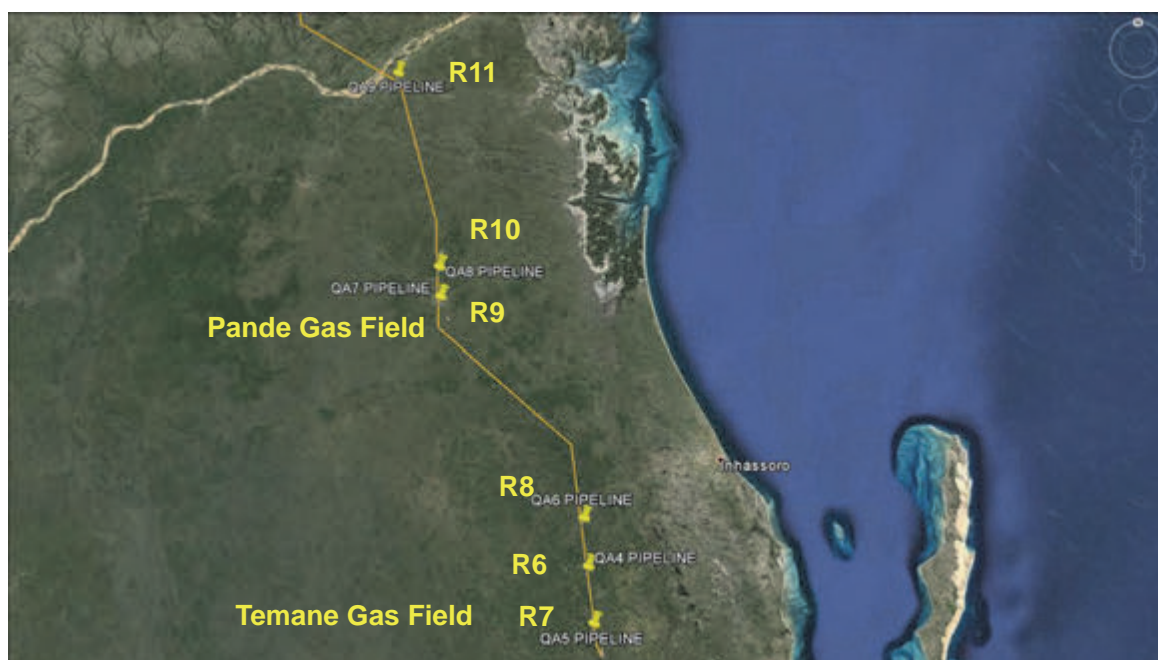 R11
QA9 PIPELINE
R10
QA8 PIPELINE
QA7 PIPELINE
R9
Pande Gas Field
Inhassoro
R8
QA6 PIPELINE
R6
QA4 PIPELINE
Temane Gas Field
R7
QA5 PIPELINE